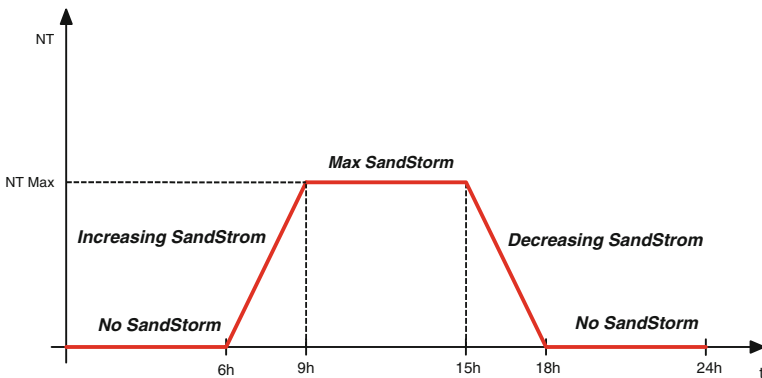 NT
Max SandStorm
NT Max
Increasing SandStrom
Decreasing SandStrom
No SandStorm
No SandStorm
6h
9h
15h
18h
24h
t